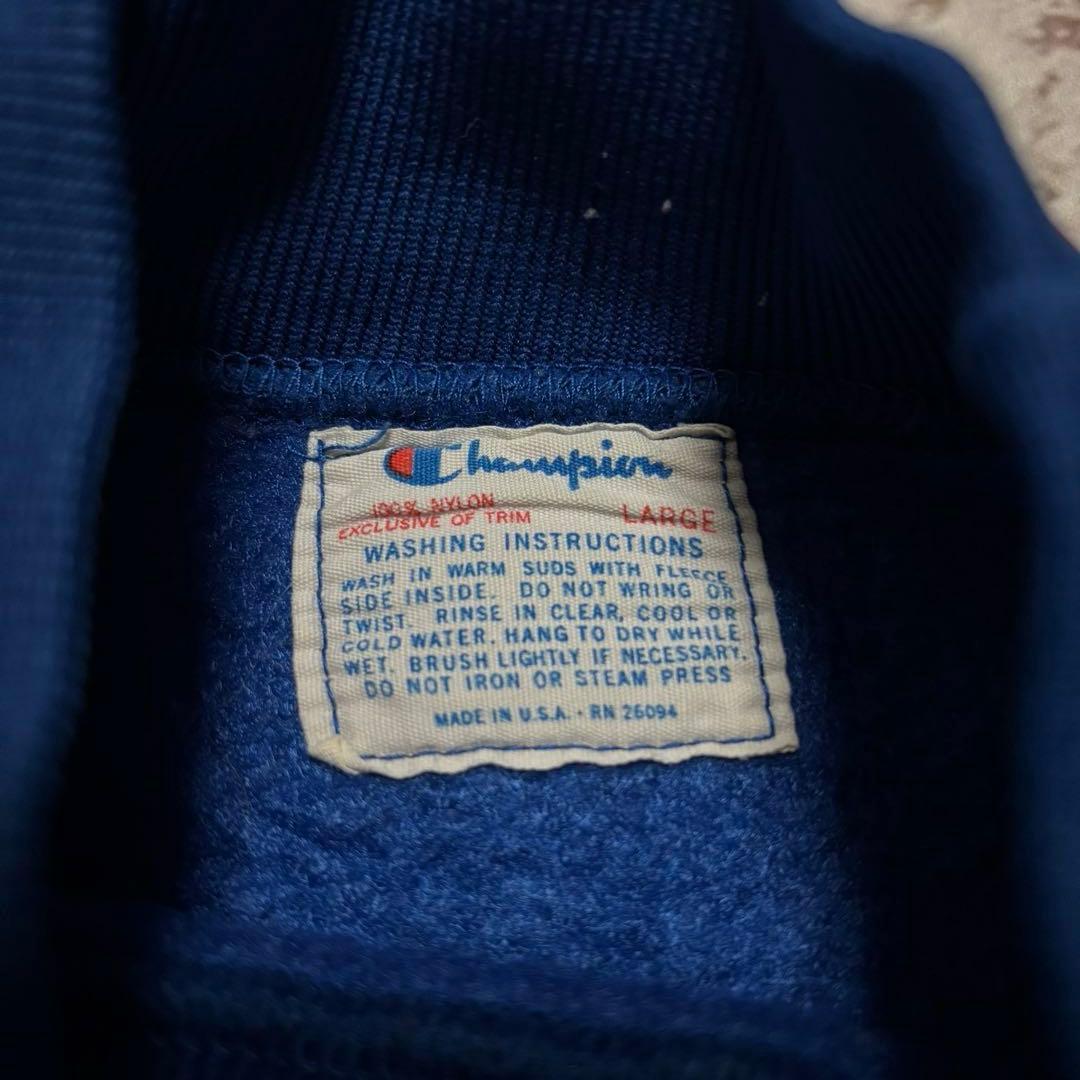 Champion
100% NYLON
EXCLUSIVE OF TRIM LARGE
WASHING INSTRUCTIONS
WASH IN WARM SUDS WITH FLEECE
SIDE INSIDE. DO NOT WRING OR
TWIST. RINSE IN CLEAR, COOL OR
COLD WATER. HANG TO DRY WHILE
WET. BRUSH LIGHTLY IF NECESSARY.
DO NOT IRON OR STEAM PRESS
MADE IN U.S.A. • RN 26094